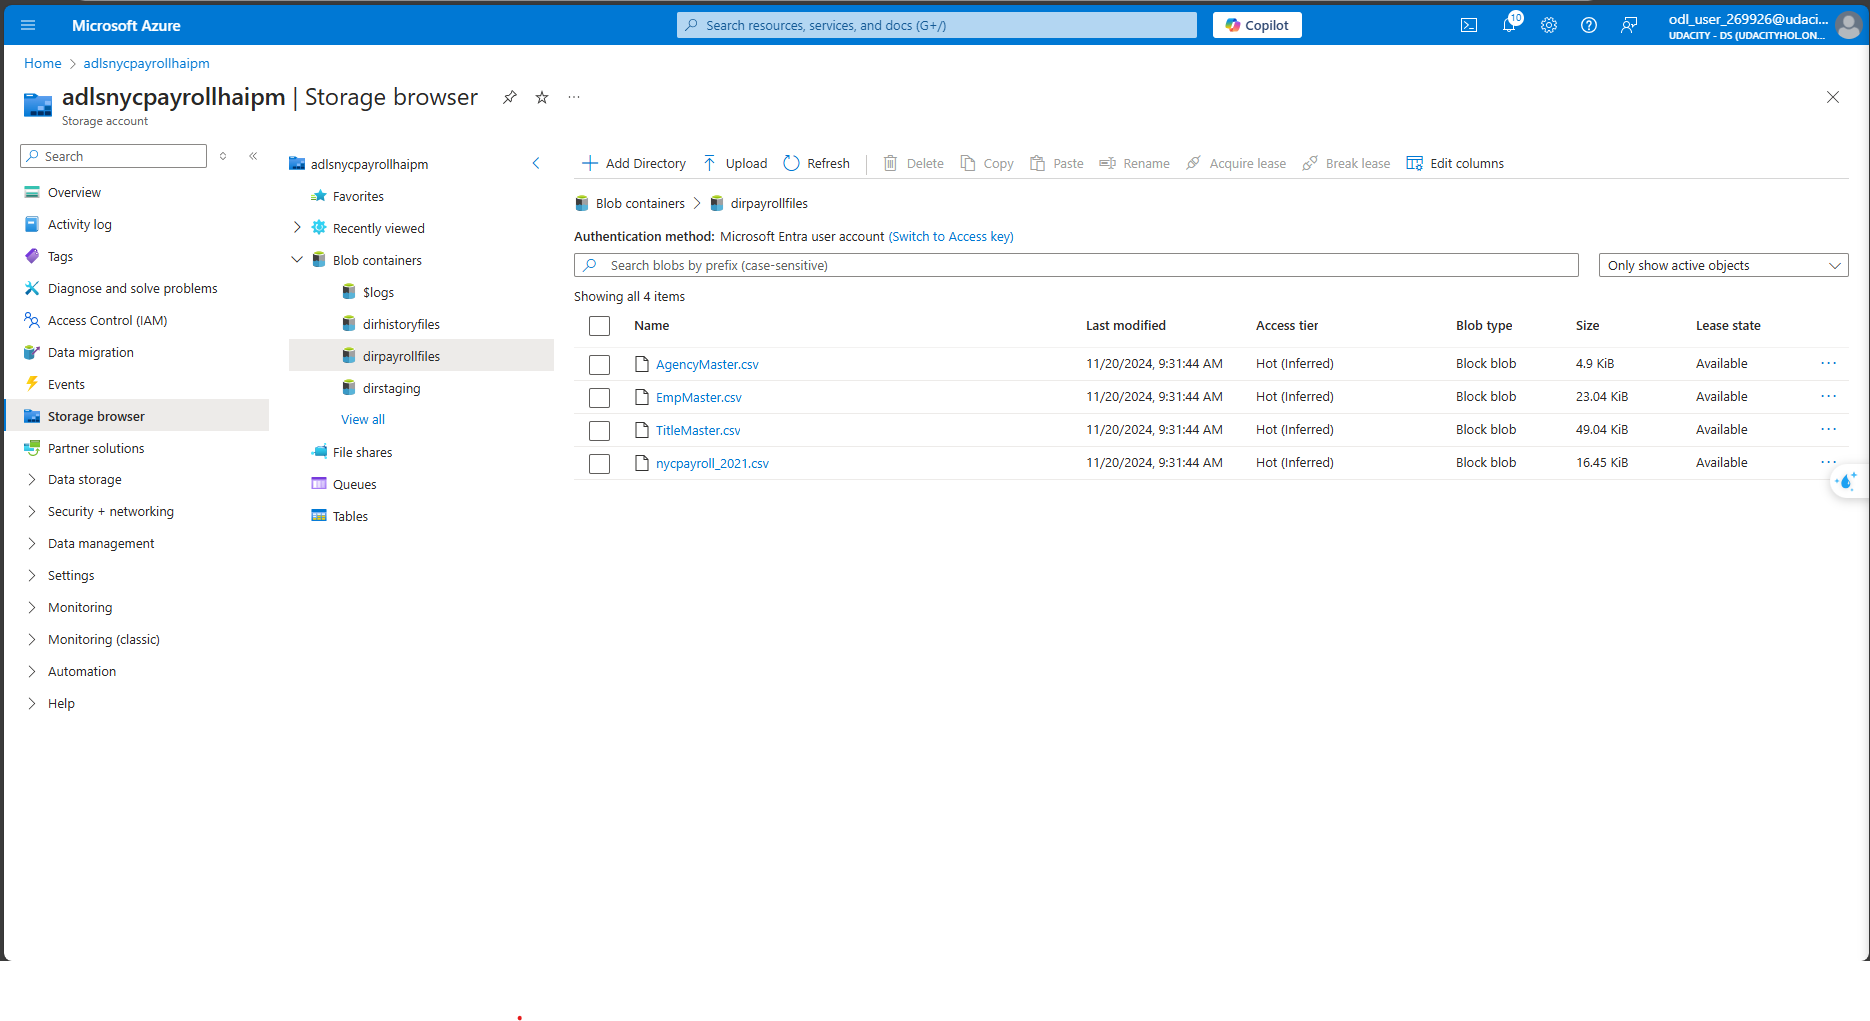 Microsoft Azure
Search resources, services, and docs (G+/)
Copilot
10
odl_user_269926@udaci...
UDACITY - DS (UDACITYHOL.ON...
Home > adlsnycpayrollhaipm
adlsnycpayrollhaipm | Storage browser
Storage account
Search
Overview
Activity log
Tags
Diagnose and solve problems
Access Control (IAM)
Data migration
Events
Storage browser
Partner solutions
Data storage
Security + networking
Data management
Settings
Monitoring
Monitoring (classic)
Automation
Help
adlsnycpayrollhaipm
Favorites
Recently viewed
Blob containers
$logs
dirhistoryfiles
dirpayrollfiles
dirstaging
View all
File shares
Queues
Tables
Add Directory Upload Refresh Delete Copy Paste Rename Acquire lease Break lease Edit columns
Blob containers > dirpayrollfiles
Authentication method: Microsoft Entra user account (Switch to Access key)
Search blobs by prefix (case-sensitive)
Only show active objects
Showing all 4 items
Name Last modified Access tier Blob type Size Lease state
AgencyMaster.csv 11/20/2024, 9:31:44 AM Hot (Inferred) Block blob 4.9 KiB Available
EmpMaster.csv 11/20/2024, 9:31:44 AM Hot (Inferred) Block blob 23.04 KiB Available
TitleMaster.csv 11/20/2024, 9:31:44 AM Hot (Inferred) Block blob 49.04 KiB Available
nycpayroll_2021.csv 11/20/2024, 9:31:44 AM Hot (Inferred) Block blob 16.45 KiB Available